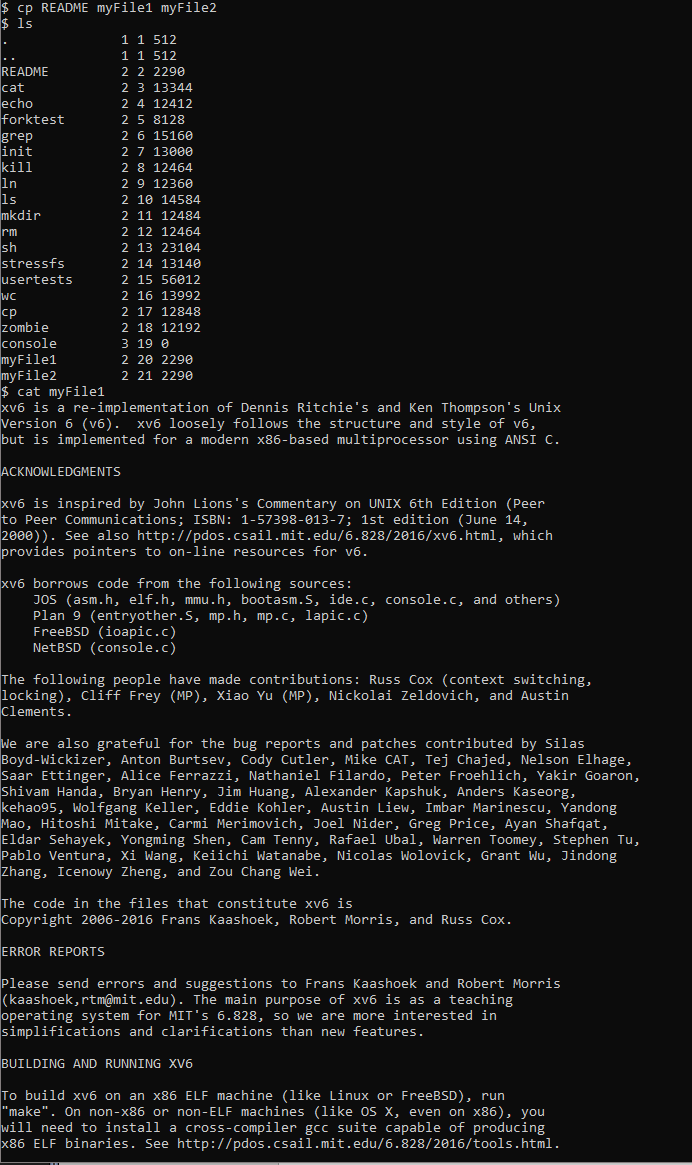 $ cp README myFile1 myFile2
$ ls
.              1 1 512
..             1 1 512
README         2 2 2290
cat            2 3 13344
echo           2 4 12412
forktest       2 5 8128
grep           2 6 15160
init           2 7 13000
kill           2 8 12464
ln             2 9 12360
ls             2 10 14584
mkdir          2 11 12484
rm             2 12 12464
sh             2 13 23104
stressfs       2 14 13140
usertests      2 15 56012
wc             2 16 13992
cp             2 17 12848
zombie         2 18 12192
console        3 19 0
myFile1        2 20 2290
myFile2        2 21 2290
$ cat myFile1
xv6 is a re-implementation of Dennis Ritchie's and Ken Thompson's Unix
Version 6 (v6).  xv6 loosely follows the structure and style of v6,
but is implemented for a modern x86-based multiprocessor using ANSI C.

ACKNOWLEDGMENTS

xv6 is inspired by John Lions's Commentary on UNIX 6th Edition (Peer
to Peer Communications; ISBN: 1-57398-013-7; 1st edition (June 14,
2000)). See also http://pdos.csail.mit.edu/6.828/2016/xv6.html, which
provides pointers to on-line resources for v6.

xv6 borrows code from the following sources:
    JOS (asm.h, elf.h, mmu.h, bootasm.S, ide.c, console.c, and others)
    Plan 9 (entryother.S, mp.h, mp.c, lapic.c)
    FreeBSD (ioapic.c)
    NetBSD (console.c)

The following people have made contributions: Russ Cox (context switching,
locking), Cliff Frey (MP), Xiao Yu (MP), Nickolai Zeldovich, and Austin
Clements.

We are also grateful for the bug reports and patches contributed by Silas
Boyd-Wickizer, Anton Burtsev, Cody Cutler, Mike CAT, Tej Chajed, Nelson Elhage,
Saar Ettinger, Alice Ferrazzi, Nathaniel Filardo, Peter Froehlich, Yakir Goaron,
Shivam Handa, Bryan Henry, Jim Huang, Alexander Kapshuk, Anders Kaseorg,
kehao95, Wolfgang Keller, Eddie Kohler, Austin Liew, Imbar Marinescu, Yandong
Mao, Hitoshi Mitake, Carmi Merimovich, Joel Nider, Greg Price, Ayan Shafqat,
Eldar Sehayek, Yongming Shen, Cam Tenny, Rafael Ubal, Warren Toomey, Stephen Tu,
Pablo Ventura, Xi Wang, Keiichi Watanabe, Nicolas Wolovick, Grant Wu, Jindong
Zhang, Icenowy Zheng, and Zou Chang Wei.

The code in the files that constitute xv6 is
Copyright 2006-2016 Frans Kaashoek, Robert Morris, and Russ Cox.

ERROR REPORTS

Please send errors and suggestions to Frans Kaashoek and Robert Morris
(kaashoek,rtm@mit.edu). The main purpose of xv6 is as a teaching
operating system for MIT's 6.828, so we are more interested in
simplifications and clarifications than new features.

BUILDING AND RUNNING XV6

To build xv6 on an x86 ELF machine (like Linux or FreeBSD), run
"make". On non-x86 or non-ELF machines (like OS X, even on x86), you
will need to install a cross-compiler gcc suite capable of producing
x86 ELF binaries. See http://pdos.csail.mit.edu/6.828/2016/tools.html.